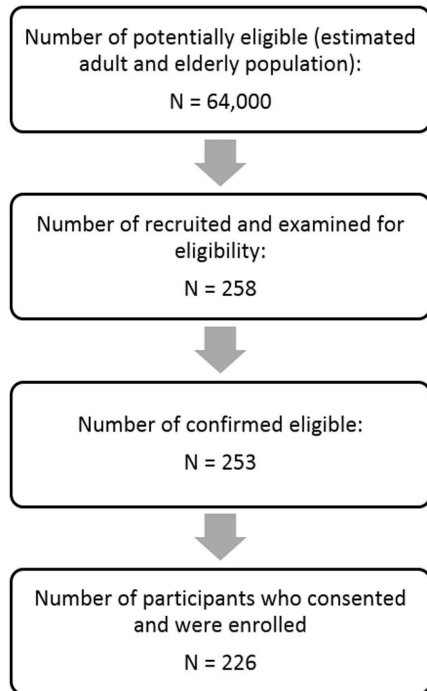 Number of potentially eligible (estimated
adult and elderly population):
N = 64,000
Number of recruited and examined for
eligibility:
N = 258
Number of confirmed eligible:
N = 253
Number of participants who consented
and were enrolled
N = 226